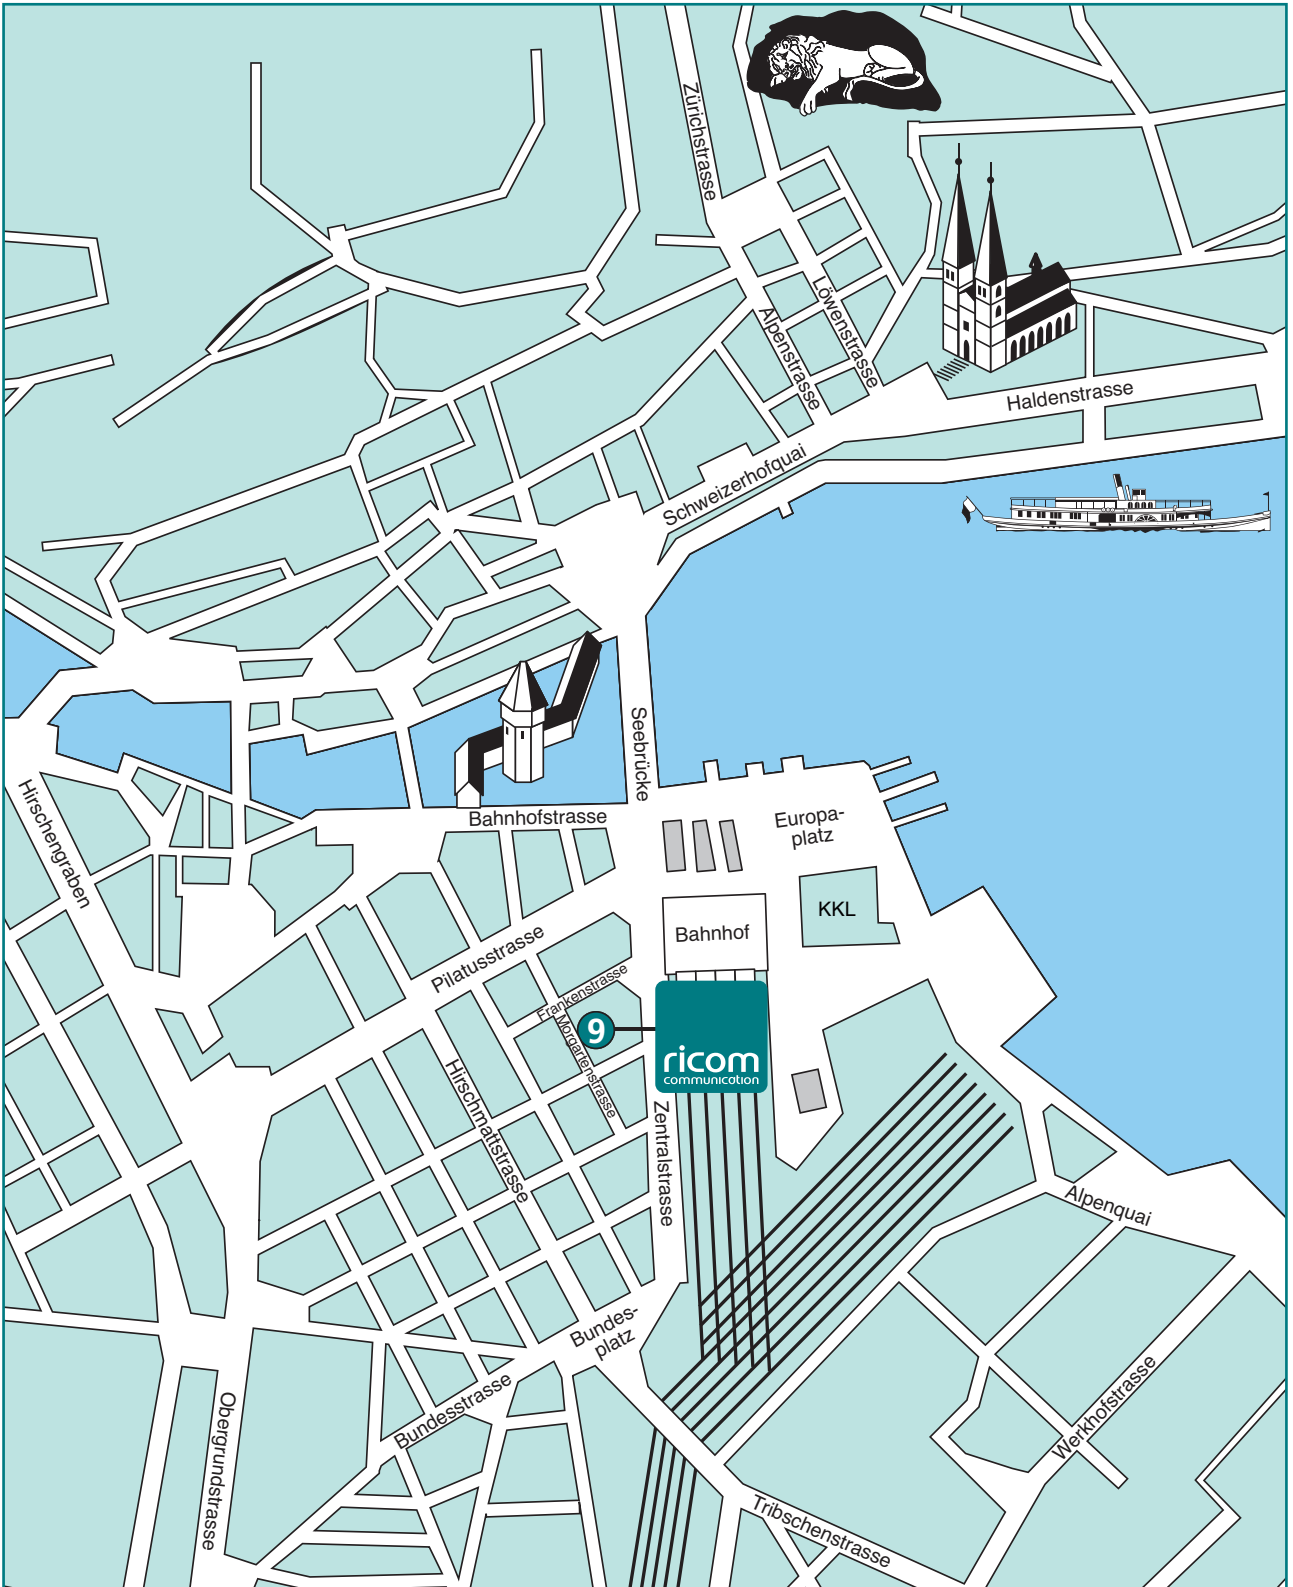 Zürichstrasse
Löwenstrasse
Alpenstrasse
Haldenstrasse
Schweizerhofquai
Seebrücke
Bahnhofstrasse
Europa-
platz
Hirschengraben
KKL
Bahnhof
Pilatusstrasse
Frankenstrasse
9
Morgartenstrasse
ricom
communication
Hirschmattstrasse
Zentralstrasse
Alpenquai
Bundes-
platz
Bundesstrasse
Obergrundstrasse
Werkhofstrasse
Tribschenstrasse